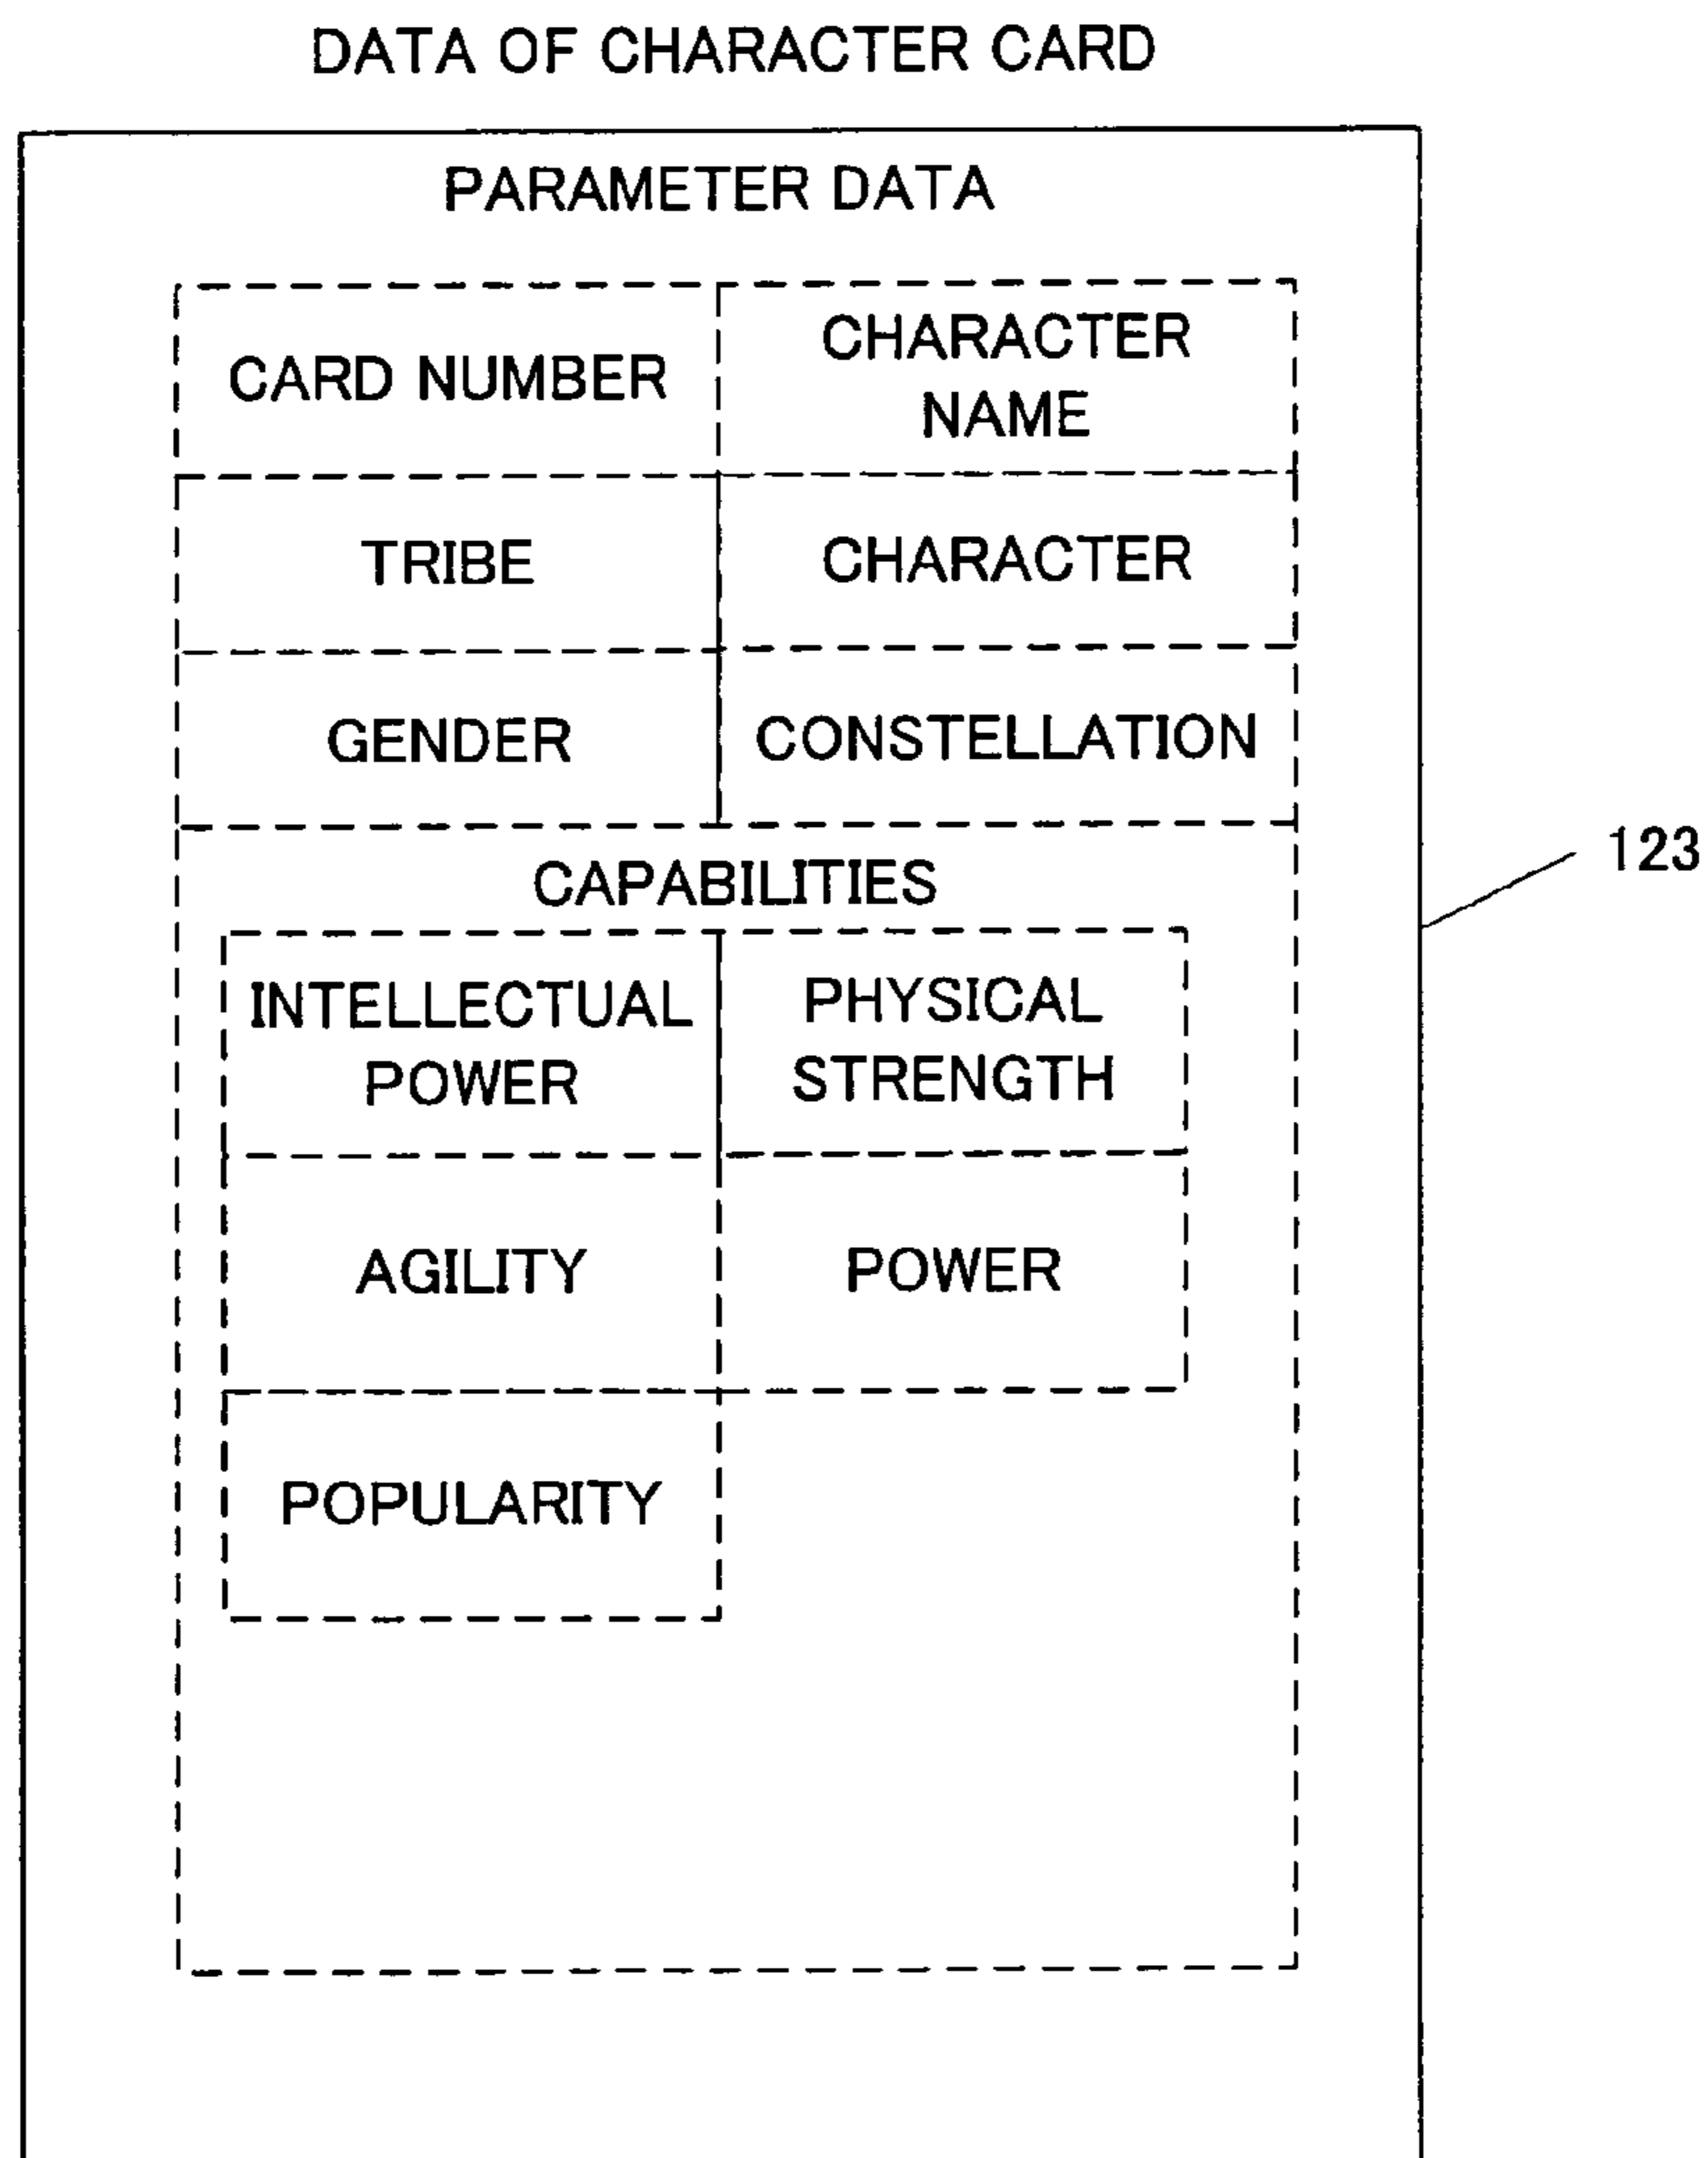 DATA OF CHARACTER CARD
PARAMETER DATA
CARD NUMBER
CHARACTER
NAME
TRIBE
CHARACTER
GENDER
CONSTELLATION
CAPABILITIES
INTELLECTUAL
POWER
PHYSICAL
STRENGTH
AGILITY
POWER
POPULARITY
123